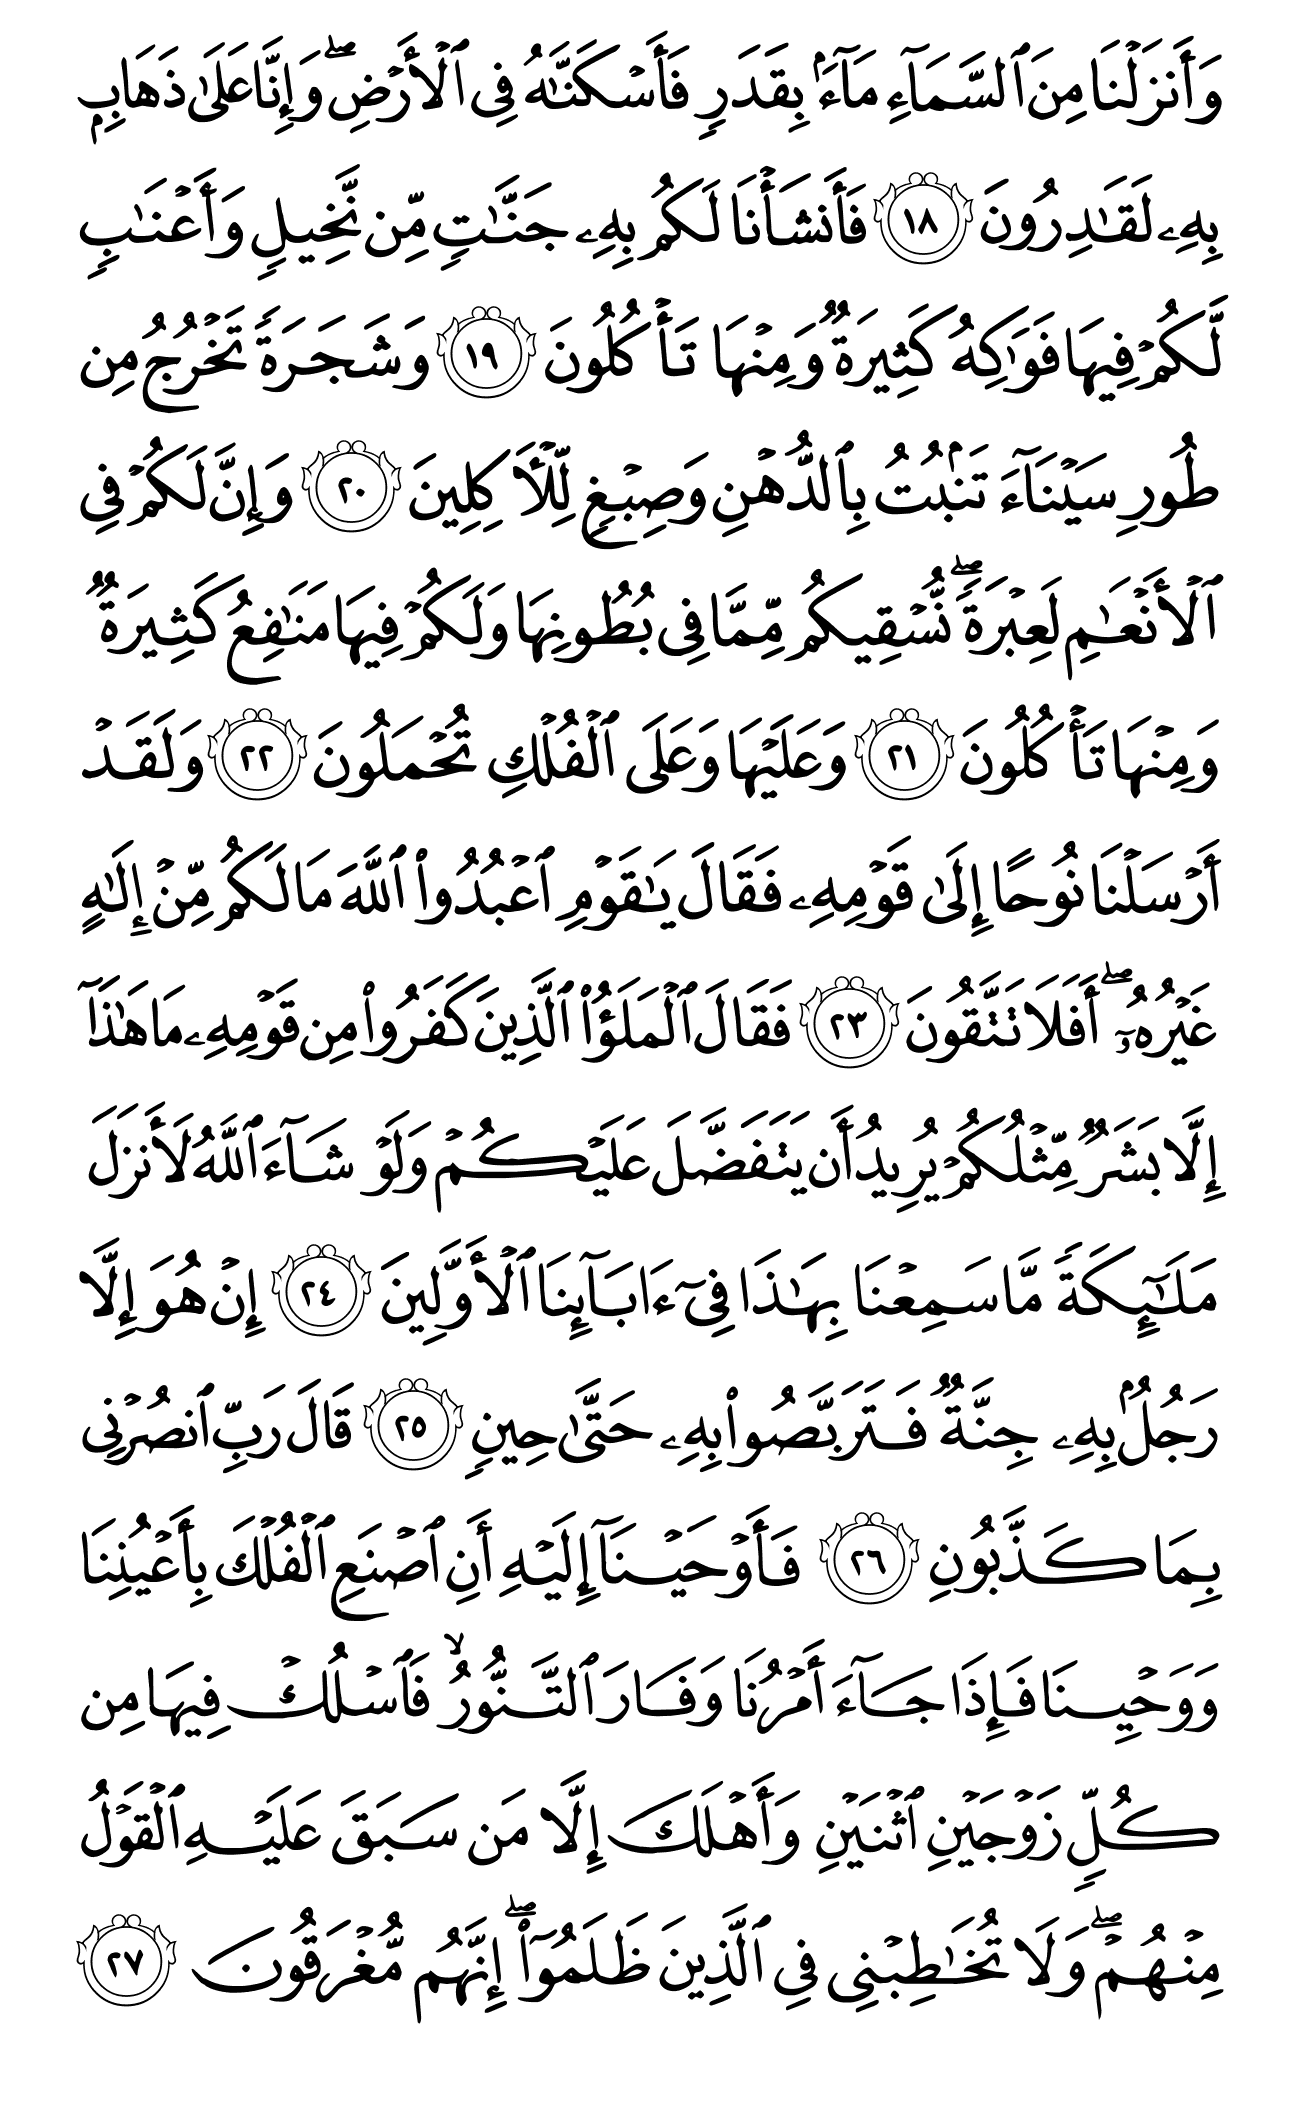 وَأَنزَلْنَا مِنَ ٱلسَّمَآءِ مَآءَۢ بِقَدَرٍ فَأَسْكَنَّٰهُ فِى ٱلْأَرْضِۖ وَإِنَّا عَلَىٰ ذَهَابٍۭ
بِهِۦ لَقَٰدِرُونَ ١٨ فَأَنشَأْنَا لَكُم بِهِۦ جَنَّٰتٍ مِّن نَّخِيلٍ وَأَعْنَٰبٍ
لَّكُمْ فِيهَا فَوَٰكِهُ كَثِيرَةٌ وَمِنْهَا تَأْكُلُونَ ١٩ وَشَجَرَةً تَخْرُجُ مِن
طُورِ سَيْنَآءَ تَنۢبُتُ بِٱلدُّهْنِ وَصِبْغٍ لِّلْأَكِلِينَ ٢٠ وَإِنَّ لَكُمْ فِى
ٱلْأَنْعَٰمِ لَعِبْرَةًۖ نُّسْقِيكُم مِّمَّا فِى بُطُونِهَا وَلَكُمْ فِيهَا مَنَٰفِعُ كَثِيرَةٌ
وَمِنْهَا تَأْكُلُونَ ٢١ وَعَلَيْهَا وَعَلَى ٱلْفُلْكِ تُحْمَلُونَ ٢٢ وَلَقَدْ
أَرْسَلْنَا نُوحًا إِلَىٰ قَوْمِهِۦ فَقَالَ يَٰقَوْمِ ٱعْبُدُوا۟ ٱللَّهَ مَا لَكُم مِّنْ إِلَٰهٍ
غَيْرُهُۥٓۖ أَفَلَا تَتَّقُونَ ٢٣ فَقَالَ ٱلْمَلَؤُا۟ ٱلَّذِينَ كَفَرُوا۟ مِن قَوْمِهِۦ مَا هَٰذَآ
إِلَّا بَشَرٌ مِّثْلُكُمْ يُرِيدُ أَن يَتَفَضَّلَ عَلَيْكُمْ وَلَوْ شَآءَ ٱللَّهُ لَأَنزَلَ
مَلَٰٓئِكَةً مَّا سَمِعْنَا بِهَٰذَا فِىٓ ءَابَآئِنَا ٱلْأَوَّلِينَ ٢٤ إِنْ هُوَ إِلَّا
رَجُلٌۢ بِهِۦ جِنَّةٌ فَتَرَبَّصُوا۟ بِهِۦ حَتَّىٰ حِينٍ ٢٥ قَالَ رَبِّ ٱنصُرْنِى
بِمَا كَذَّبُونِ ٢٦ فَأَوْحَيْنَآ إِلَيْهِ أَنِ ٱصْنَعِ ٱلْفُلْكَ بِأَعْيُنِنَا
وَوَحْيِنَا فَإِذَا جَآءَ أَمْرُنَا وَفَارَ ٱلتَّنُّورُۙ فَٱسْلُكْ فِيهَا مِن
كُلٍّ زَوْجَيْنِ ٱثْنَيْنِ وَأَهْلَكَ إِلَّا مَن سَبَقَ عَلَيْهِ ٱلْقَوْلُ
مِنْهُمْۖ وَلَا تُخَٰطِبْنِى فِى ٱلَّذِينَ ظَلَمُوٓا۟ۖ إِنَّهُم مُّغْرَقُونَ ٢٧